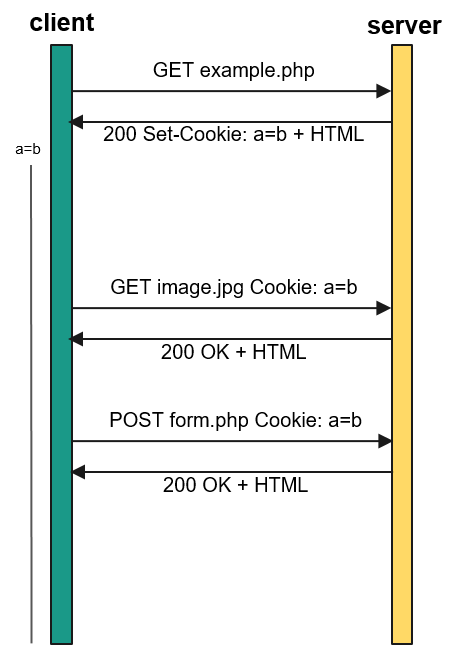 client
server
GET example.php
200 Set-Cookie: a=b + HTML
a=b
GET image.jpg Cookie: a=b
200 OK + HTML
POST form.php Cookie: a=b
200 OK + HTML